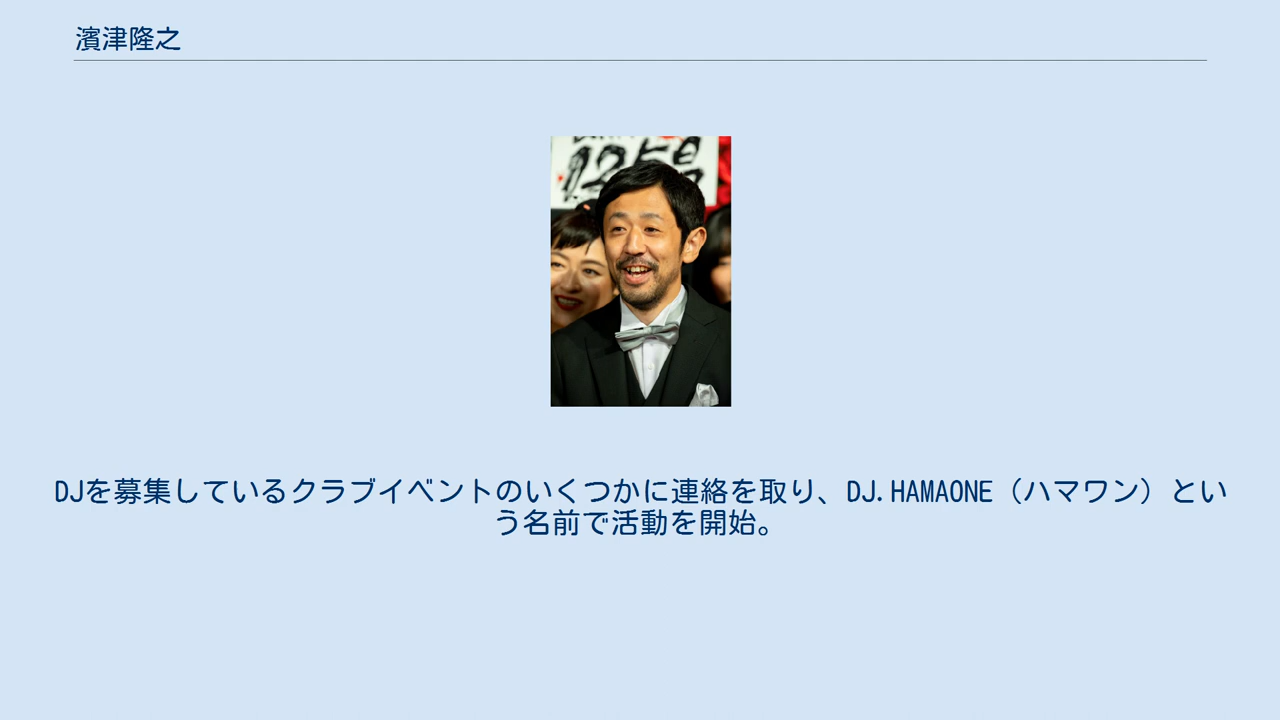 濱津隆之
DJを募集しているクラブイベントのいくつかに連絡を取り、DJ.HAMAONE（ハマワン）とい
う名前で活動を開始。